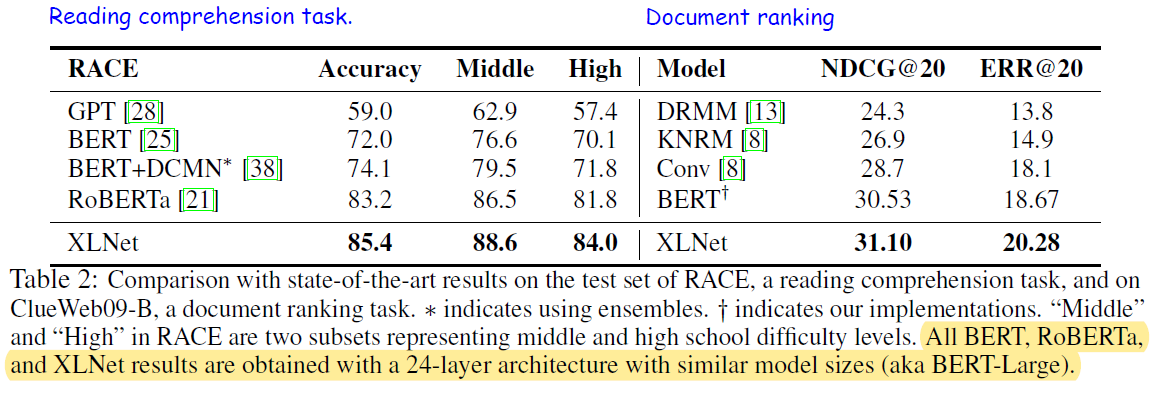 Reading comprehension task. Document ranking
RACE Accuracy Middle High Model NDCG@20 ERR@20
GPT [28] 59.0 62.9 57.4 DRMM [13] 24.3 13.8
BERT [25] 72.0 76.6 70.1 KNRM [8] 26.9 14.9
BERT+DCMN* [38] 74.1 79.5 71.8 Conv [8] 28.7 18.1
RoBERTa [21] 83.2 86.5 81.8 BERT† 30.53 18.67
XLNet 85.4 88.6 84.0 XLNet 31.10 20.28
Table 2: Comparison with state-of-the-art results on the test set of RACE, a reading comprehension task, and on
ClueWeb09-B, a document ranking task. * indicates using ensembles. † indicates our implementations. “Middle”
and “High” in RACE are two subsets representing middle and high school difficulty levels. All BERT, RoBERTa,
and XLNet results are obtained with a 24-layer architecture with similar model sizes (aka BERT-Large).